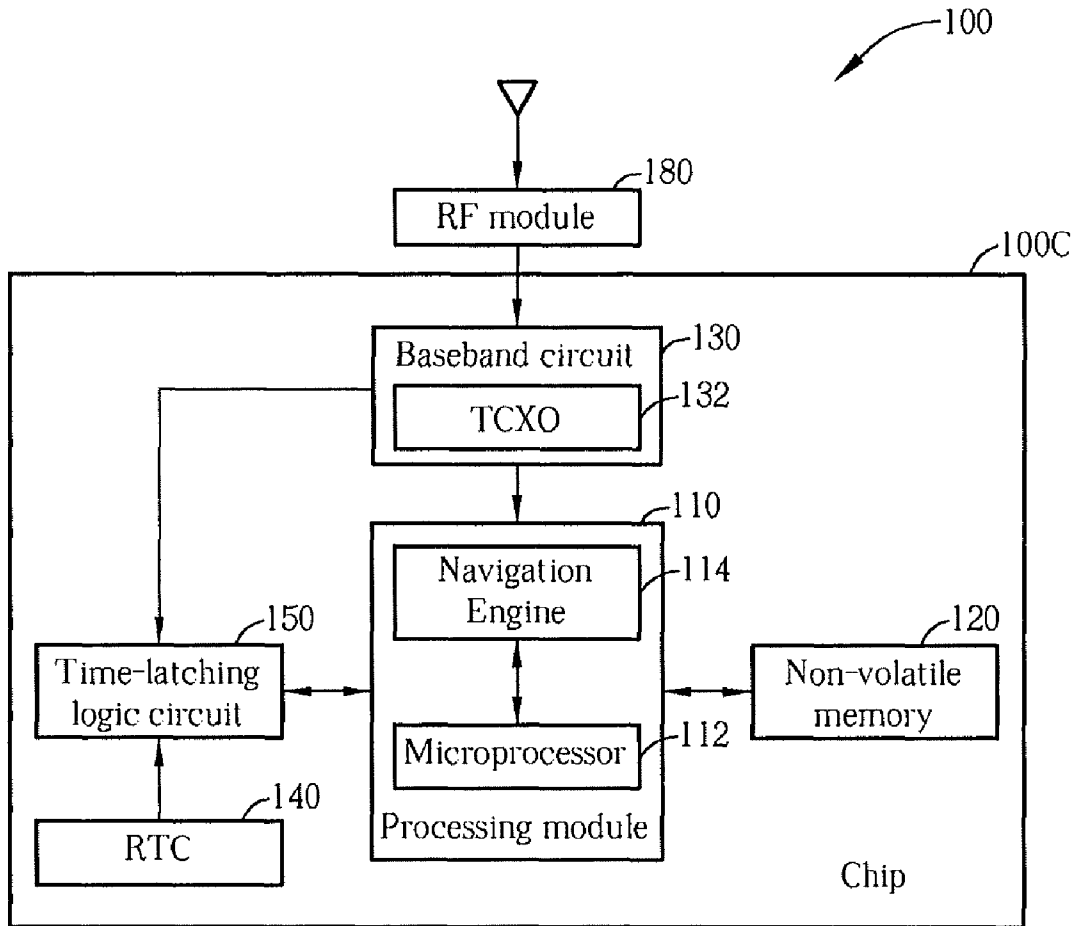 100
180
RF module
100C
130
Baseband circuit
132
TCXO
110
Navigation
Engine
114
150
Time-latching
logic circuit
120
Non-volatile
memory
Microprocessor
112
140
RTC
Processing module
Chip